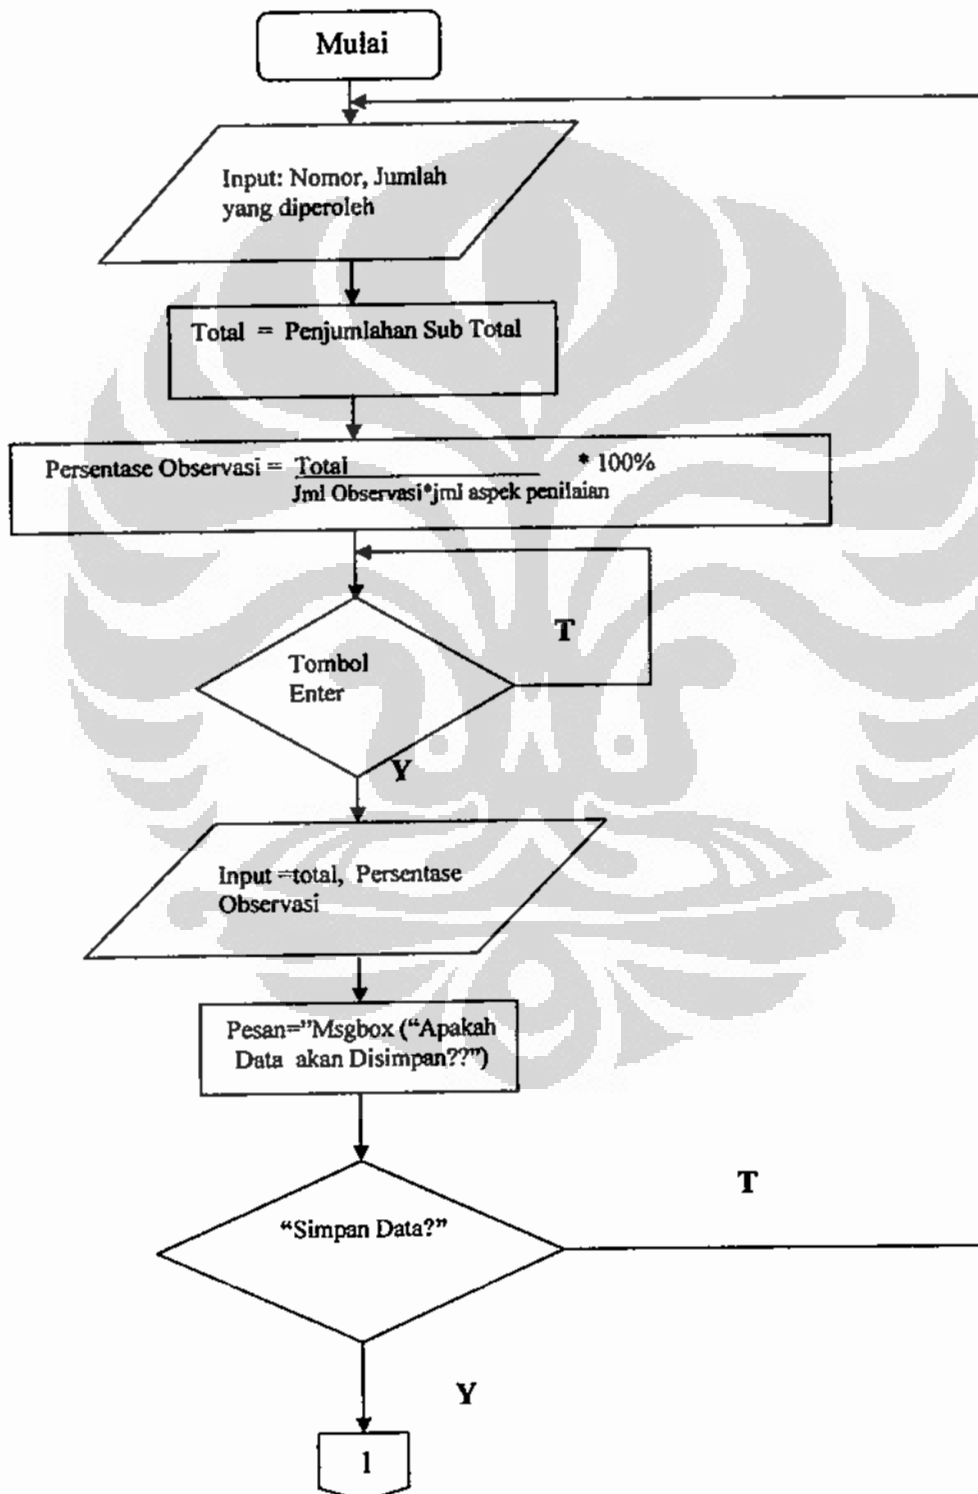 Mulai
Input: Nomor, Jumlah
yang diperoleh
Total = Penjumlahan Sub Total
Persentase Observasi = Total * 100%
Jml Observasi*jml aspek penilaian
T
Tombol
Enter
Y
Input =total, Persentase
Observasi
Pesan=”Msgbox (“Apakah
Data akan Disimpan??”)
T
“Simpan Data?”
Y
1